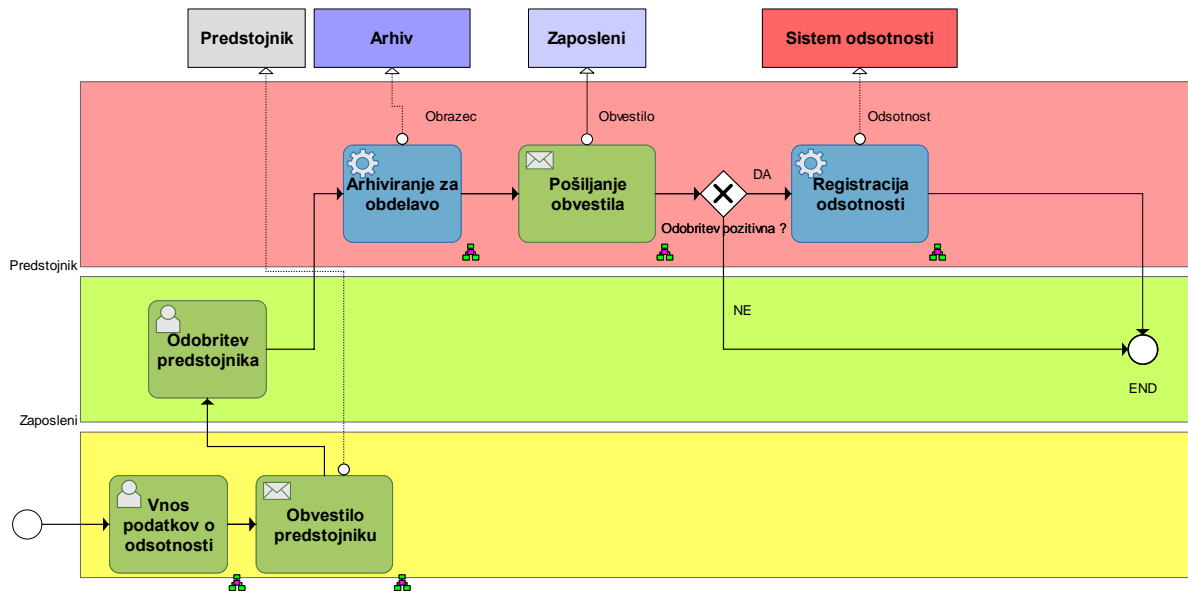 Predstojnik
Arhiv
Zaposleni
Sistem odsotnosti
Obrazec
Obvestilo
Odsotnost
Arhiviranje za
obdelavo
Pošiljanje
obvestila
DA
Registracija
odsotnosti
Odobritev pozitivna ?
Predstojnik
NE
Odobritev
predstojnika
END
Zaposleni
Vnos
podatkov o
odsotnosti
Obvestilo
predstojniku